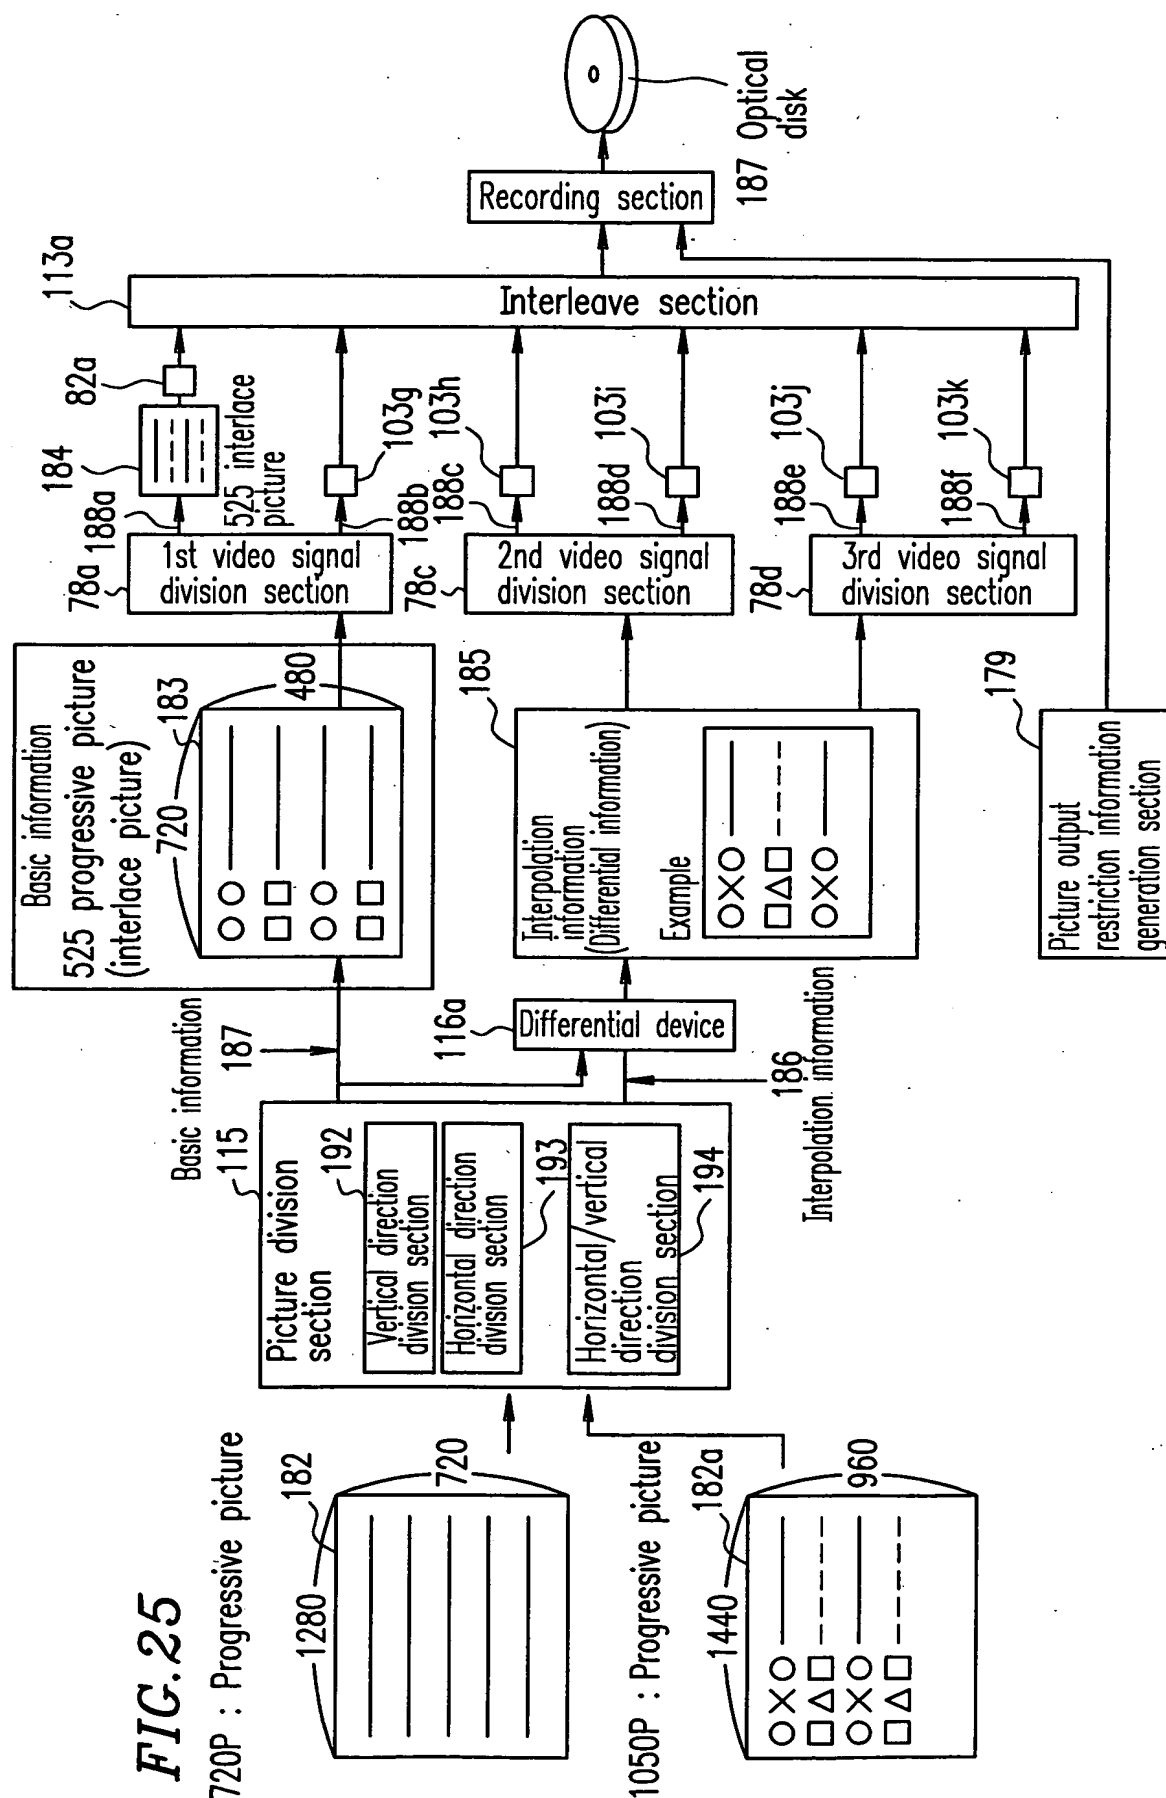 FIG.25
720P : Progressive picture
1280
182
720
1050P : Progressive picture
1440
182a
960
115
Picture division
section
192
Vertical direction
division section
Horizontal direction
division section
193
Horizontal/vertical
direction
division section
194
Basic information
187
116a
Differential device
186
Interpolation information
Basic information
525 progressive picture
(interlace picture)
720
183
480
185
Interpolation
information
(Differential information)
Example
179
Picture output
restriction information
generation section
78a
1st video signal
division section
188a
184
82a
525 interlace
picture
188b
103g
78c
2nd video signal
division section
188c
103h
188d
103i
78d
3rd video signal
division section
188e
103j
188f
103k
113a
Interleave section
Recording section
187 Optical
disk